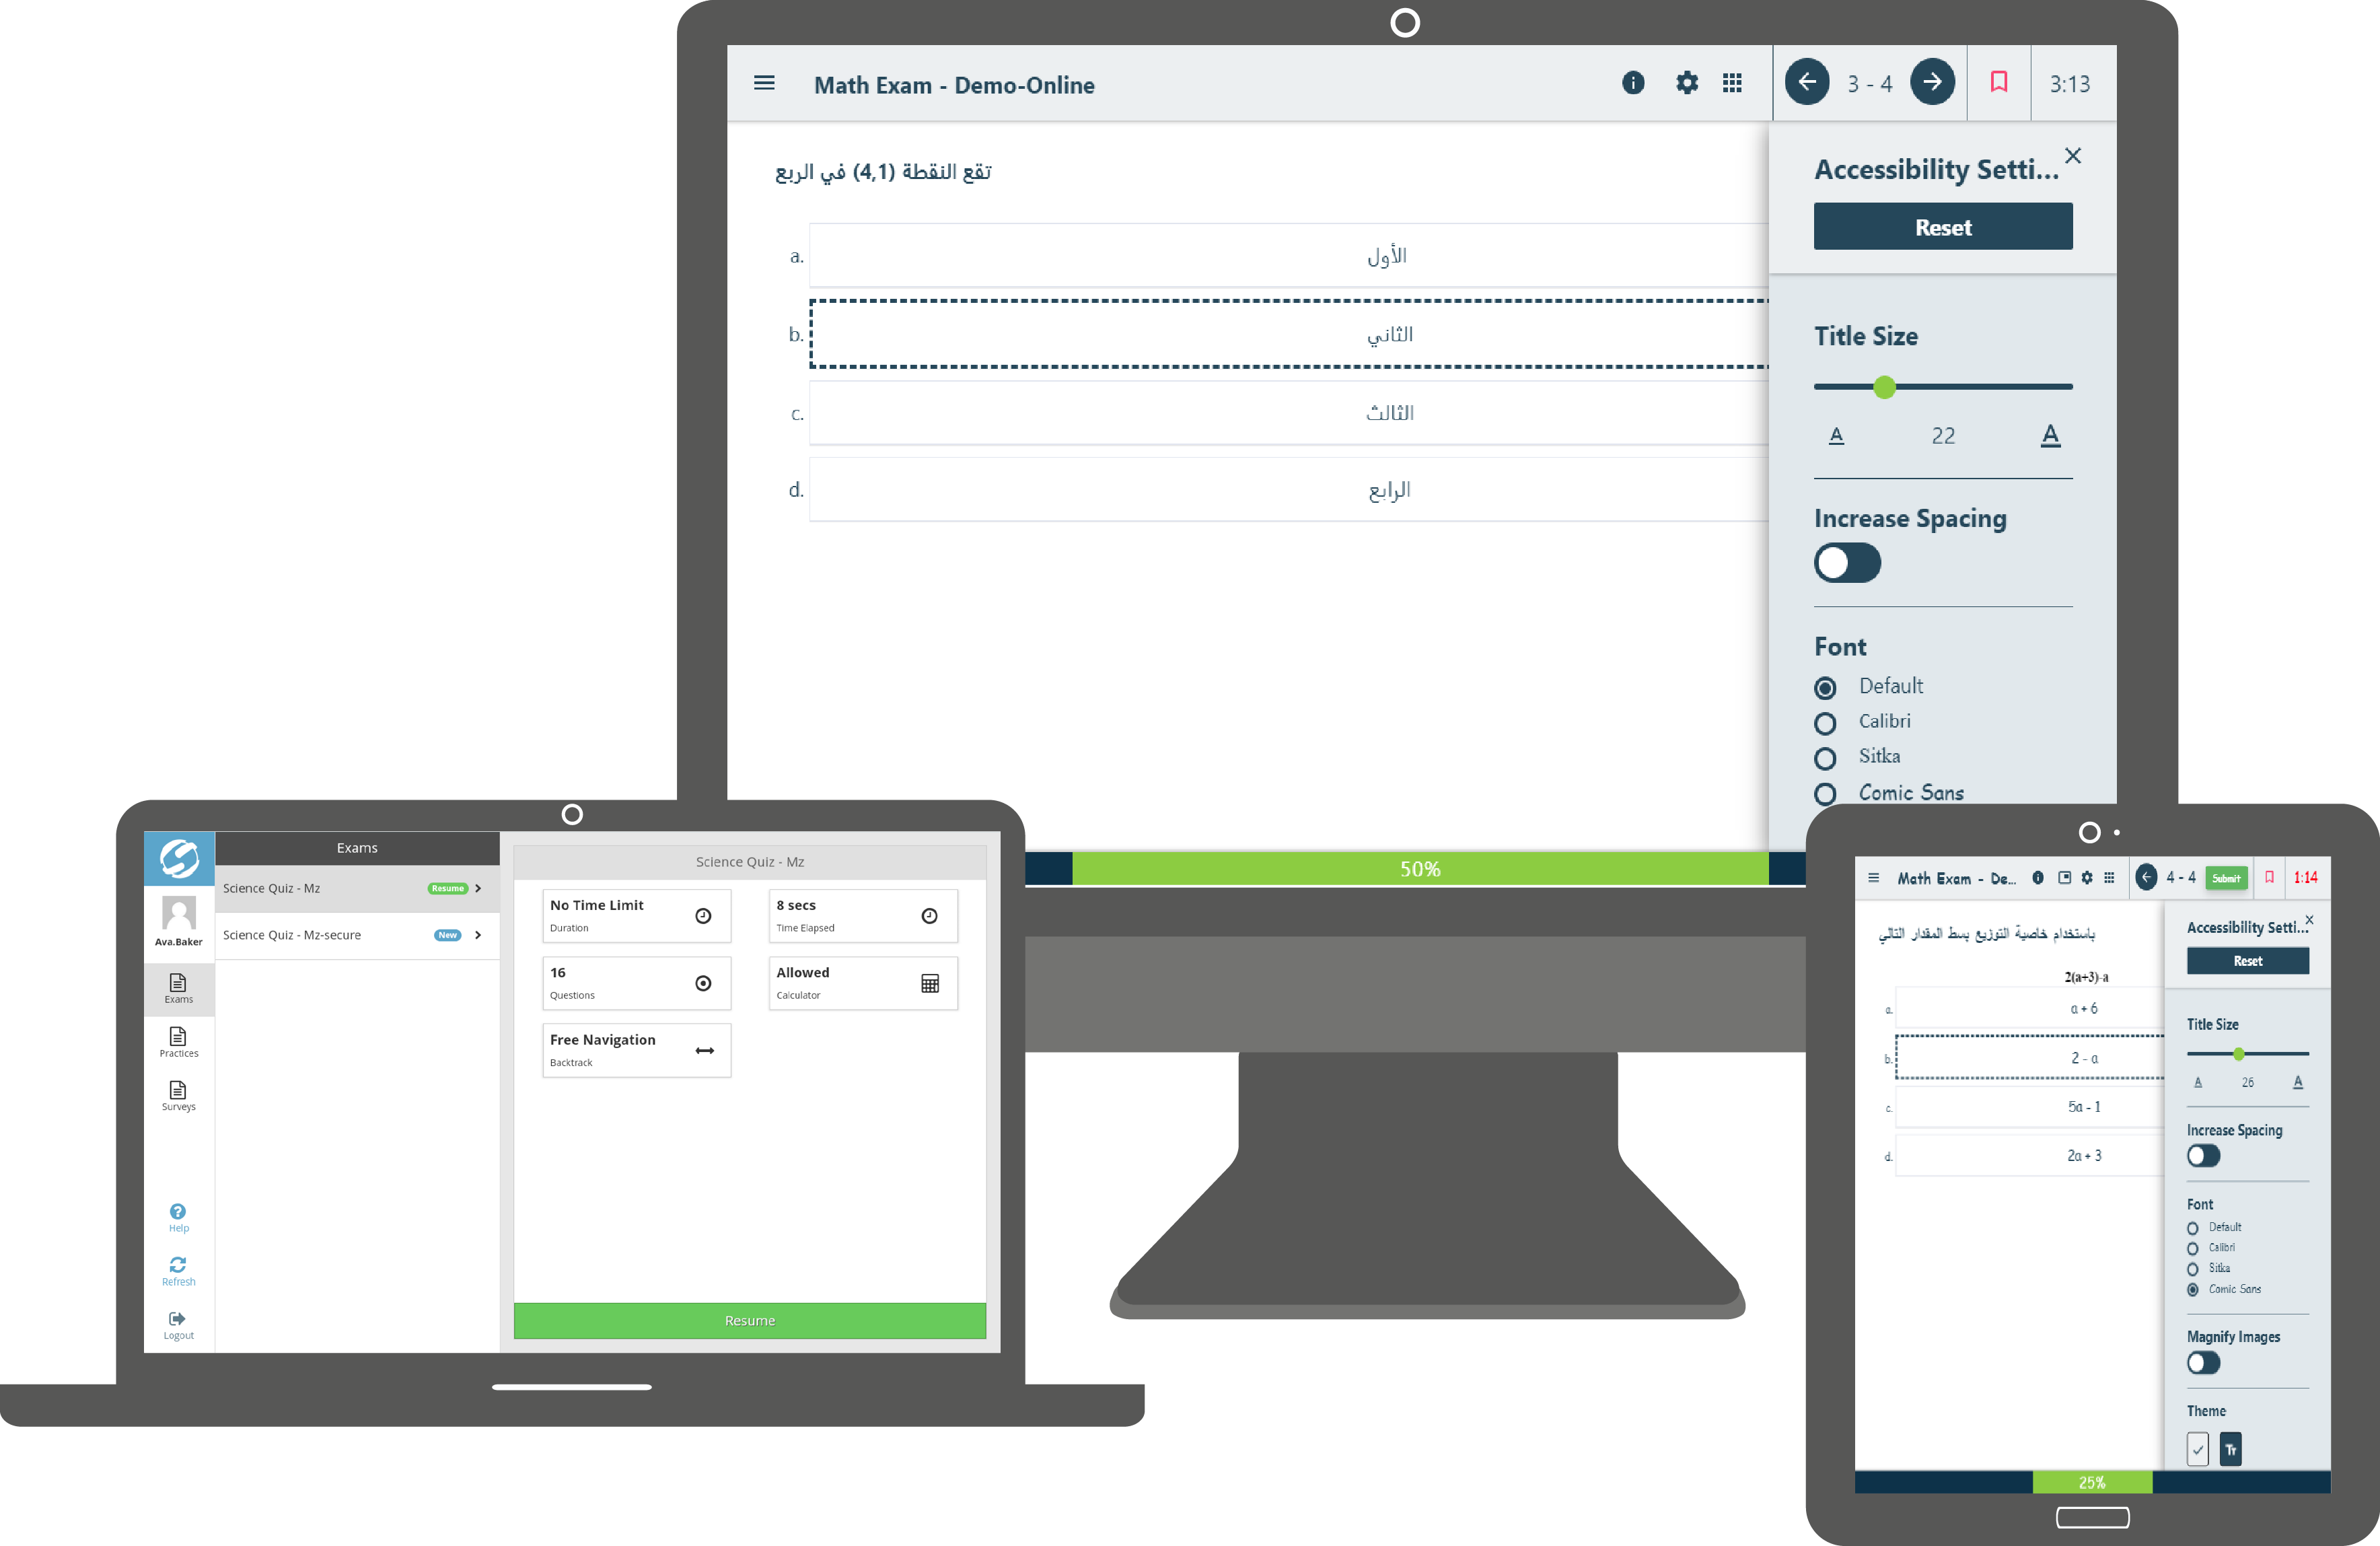 Math Exam - Demo-Online
3 - 4
3:13
تقع النقطة (4,1) في الربع
a. الأول
b. الثاني
c. الثالث
d. الرابع
Accessibility Setti...
Reset
Title Size
A 22 A
Increase Spacing
Font
Default
Calibri
Sitka
Comic Sans
50%
Ava.Baker
Exams
Practices
Surveys
Help
Refresh
Logout
Exams
Science Quiz - Mz Resume
Science Quiz - Mz-secure New
Science Quiz - Mz
No Time Limit
Duration
8 secs
Time Elapsed
16
Questions
Allowed
Calculator
Free Navigation
Backtrack
Resume
Math Exam - De...
4 - 4
Submit
1:14
باستخدام خاصية التوزيع بسط المقدار التالي
2(a+3)-a
a. a + 6
b. 2 - a
c. 5a - 1
d. 2a + 3
Accessibility Setti...
Reset
Title Size
A 26 A
Increase Spacing
Font
Default
Calibri
Sitka
Comic Sans
Magnify Images
Theme
Tт
25%